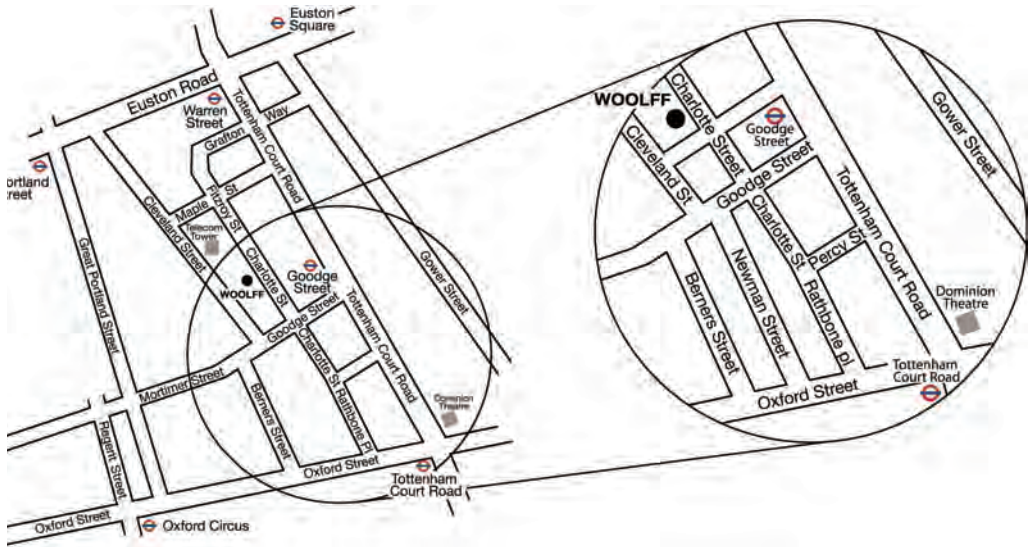 Euston
Square
Euston Road
Warren
Street
Tottenham Court Road
Grafton Way
ortland
treet
Maple St
Fitzroy St
Telecom
Tower
Cleveland Street
Great Portland Street
WOOLFF
Charlotte St
Goodge
Street
Gower Street
Goodge Street
Tottenham Court Road
Mortimer Street
Berners Street
Charlotte St
Rathbone Pl
Dominion
Theatre
Regent Street
Oxford Street
Tottenham
Court Road
Oxford Street
Oxford Circus
WOOLFF
Charlotte Street
Goodge
Street
Gower Street
Cleveland St
Goodge Street
Tottenham Court Road
Charlotte St
Percy St
Berners Street
Newman Street
Rathbone pl
Dominion
Theatre
Tottenham
Court Road
Oxford Street